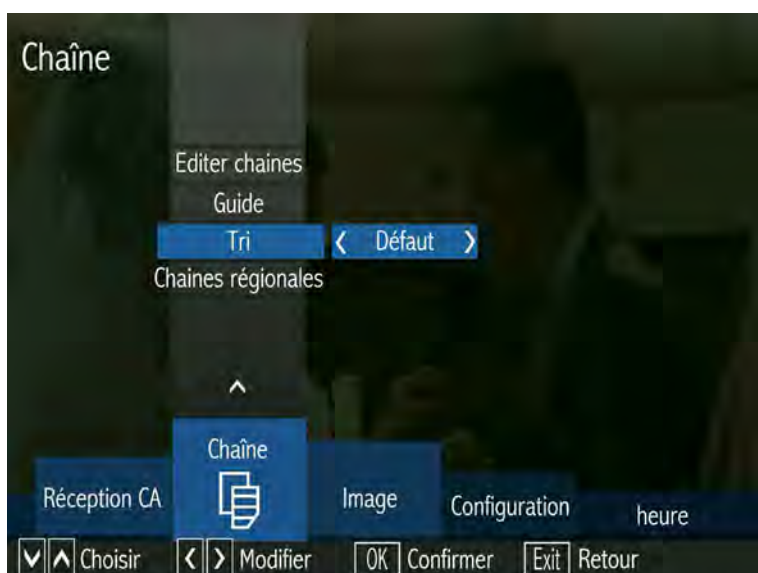 Chaîne
Editer chaines
Guide
Tri < Défaut >
Chaines régionales
Chaîne
Réception CA
Image
Configuration
heure
Choisir < > Modifier OK Confirmer Exit Retour